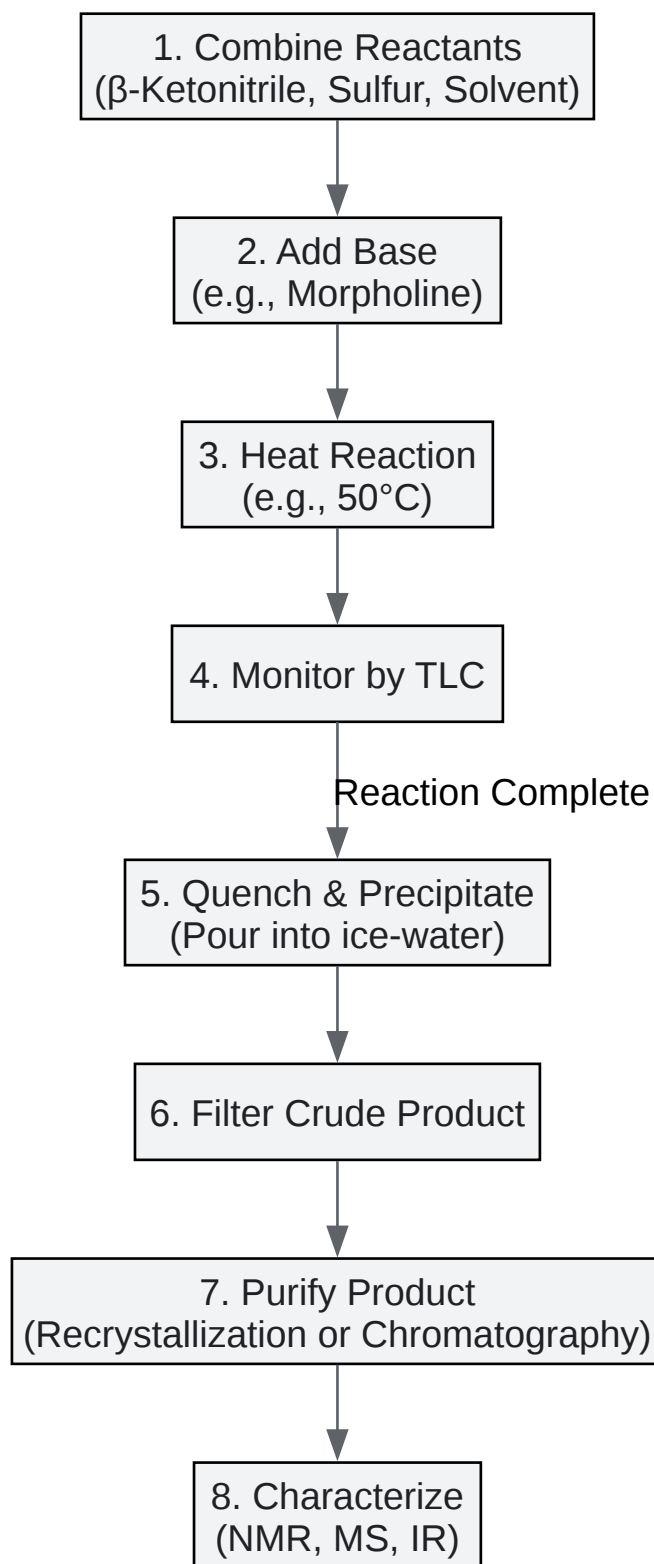 1. Combine Reactants
(β-Ketonitrile, Sulfur, Solvent)
2. Add Base
(e.g., Morpholine)
3. Heat Reaction
(e.g., 50°C)
4. Monitor by TLC
Reaction Complete
5. Quench & Precipitate
(Pour into ice-water)
6. Filter Crude Product
7. Purify Product
(Recrystallization or Chromatography)
8. Characterize
(NMR, MS, IR)